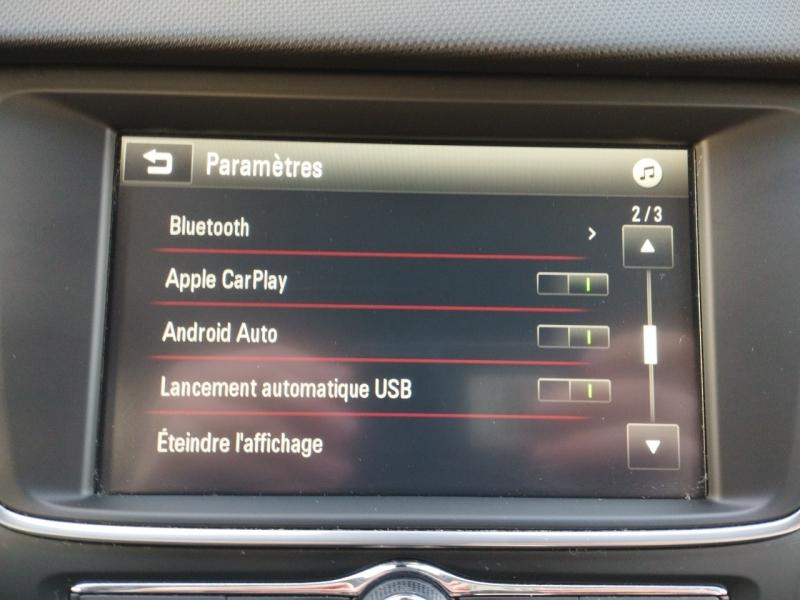 Paramètres
2/3
Bluetooth
Apple CarPlay
Android Auto
Lancement automatique USB
Éteindre l'affichage